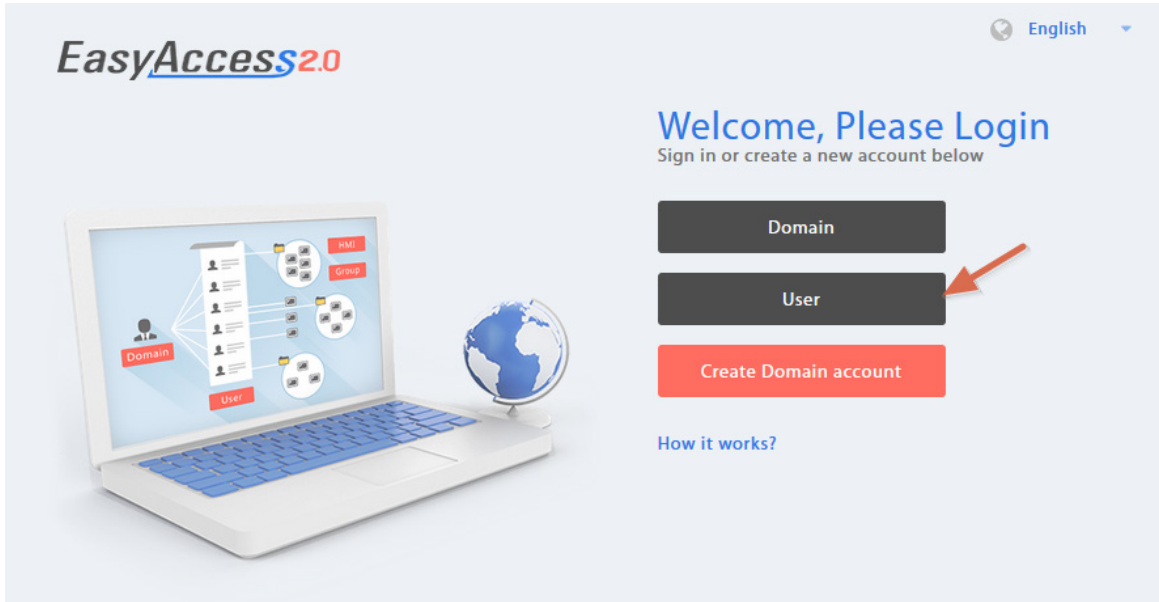 English
EasyAccess2.0
Welcome, Please Login
Sign in or create a new account below
Domain
User
Create Domain account
How it works?
HMI
Group
Domain
User